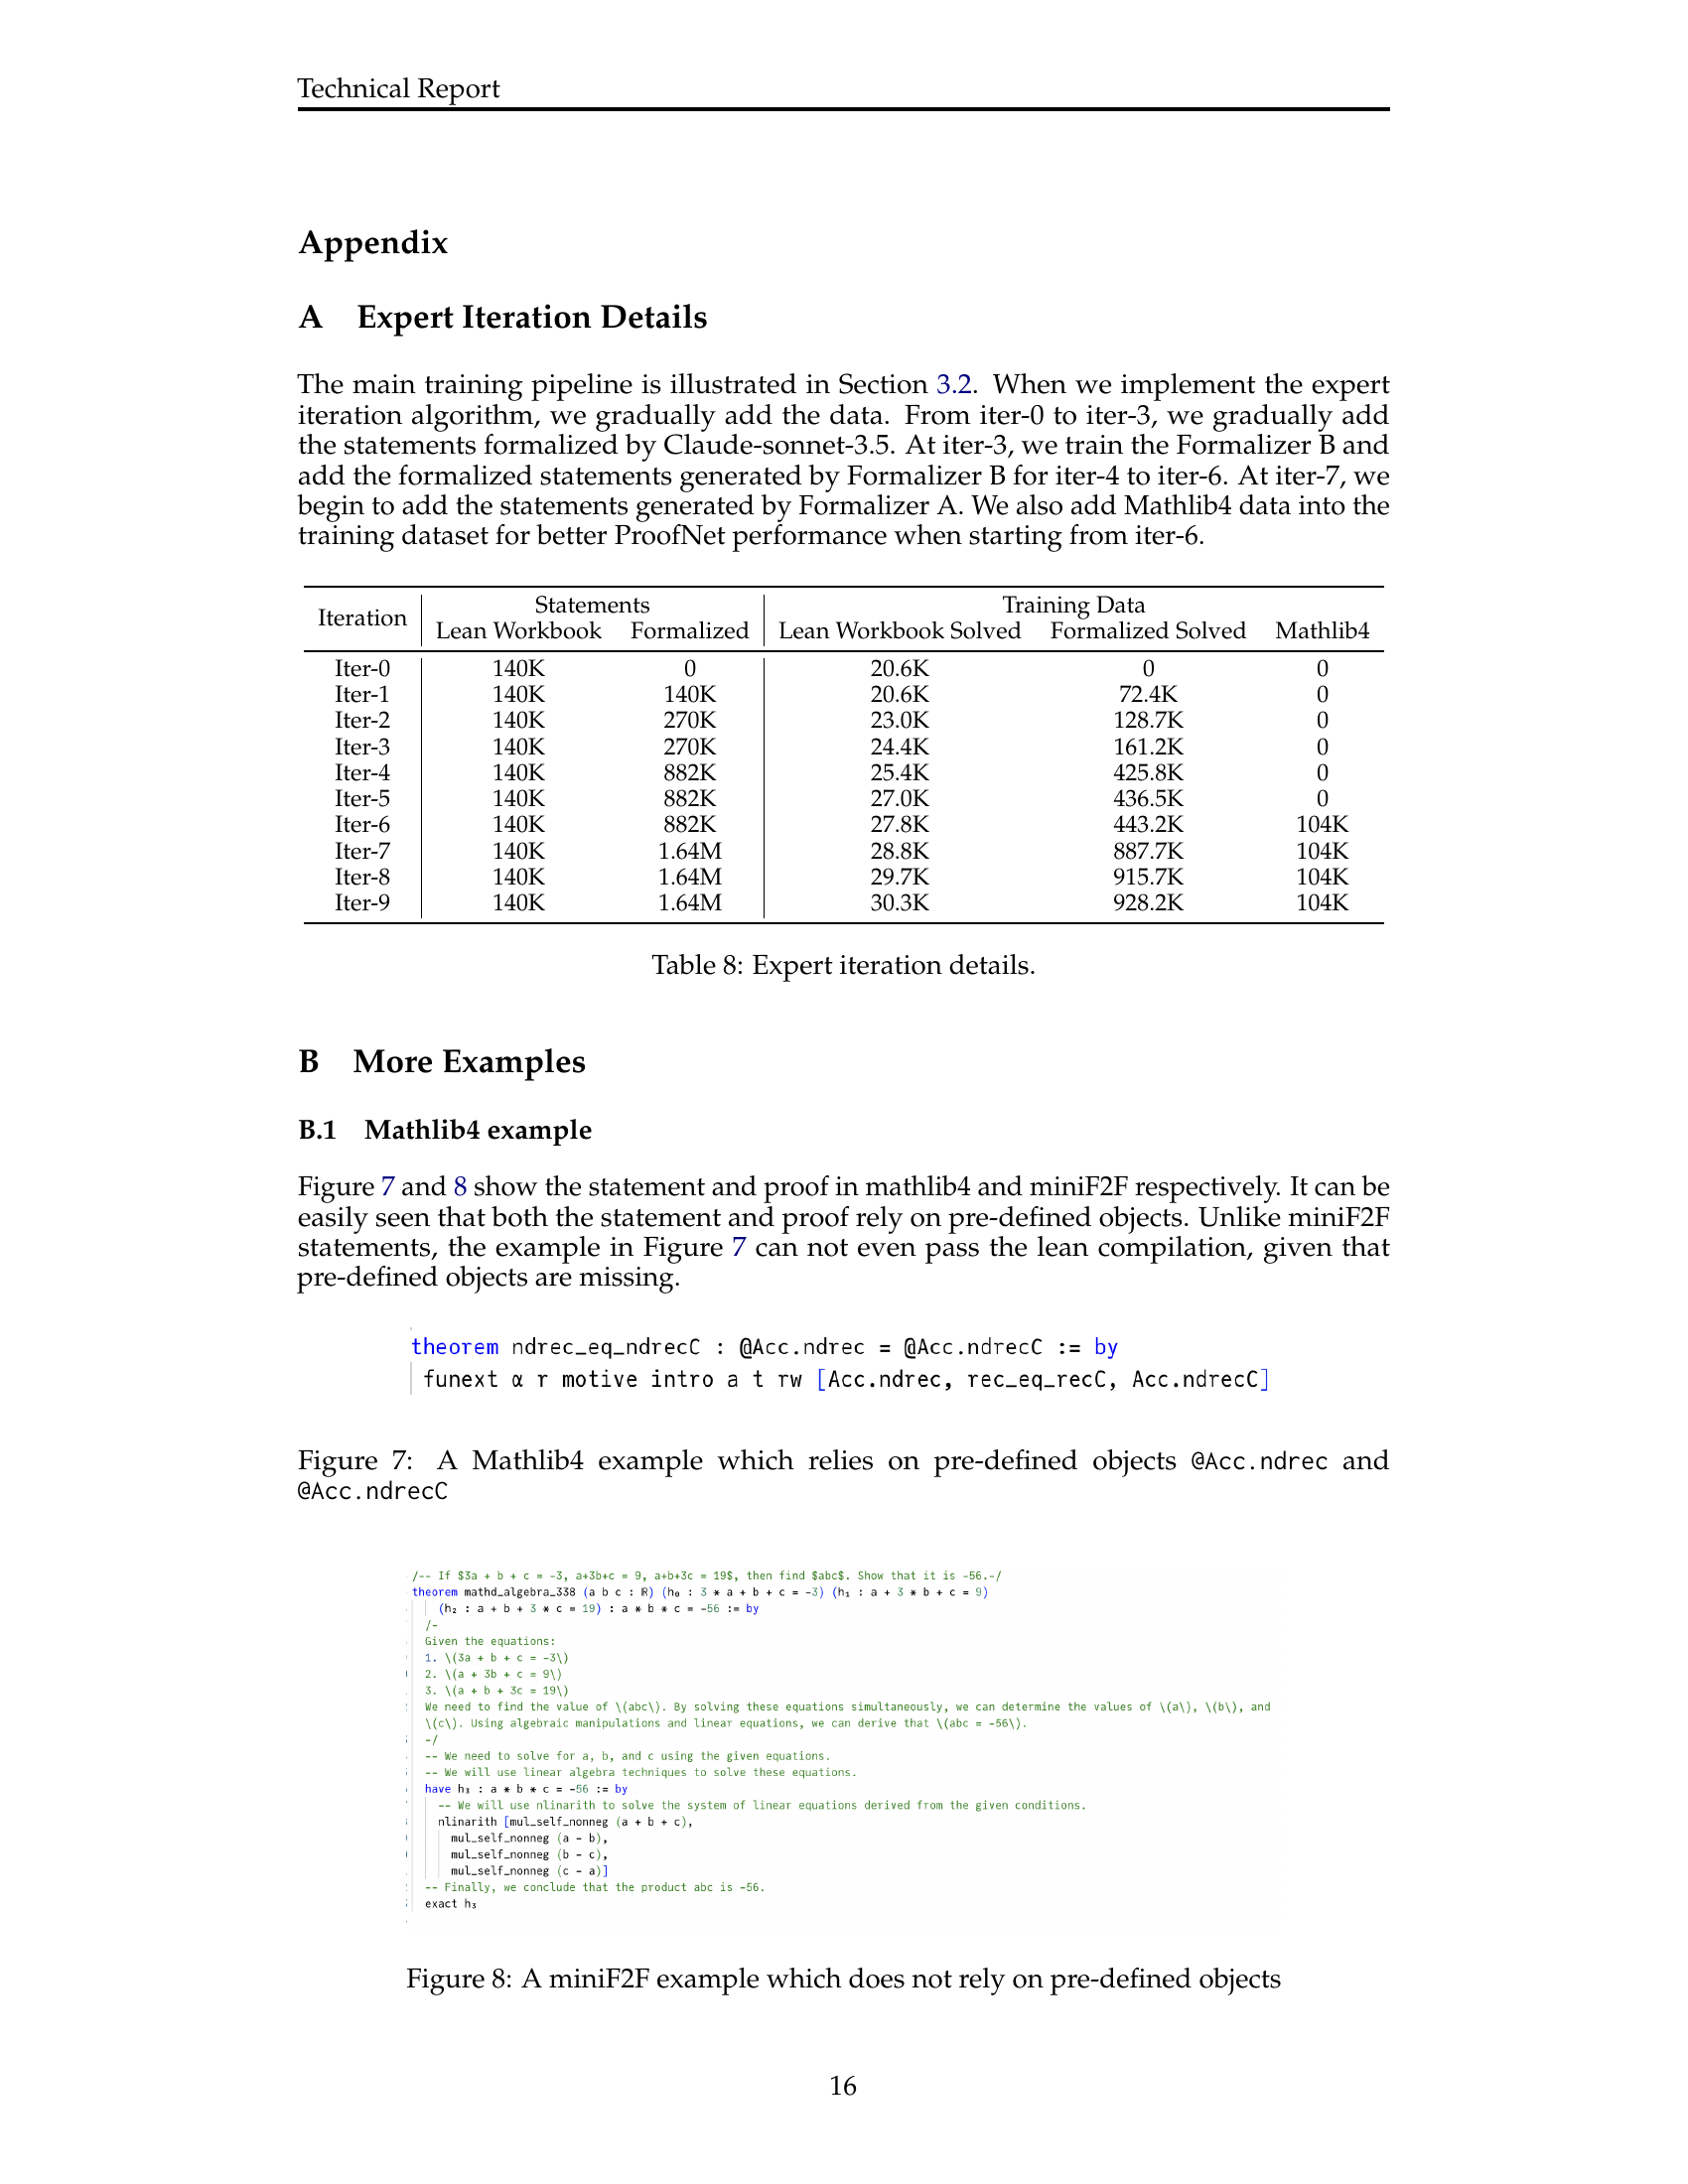 Technical Report
Appendix
A Expert Iteration Details
The main training pipeline is illustrated in Section 3.2. When we implement the expert
iteration algorithm, we gradually add the data. From iter-0 to iter-3, we gradually add
the statements formalized by Claude-sonnet-3.5. At iter-3, we train the Formalizer B and
add the formalized statements generated by Formalizer B for iter-4 to iter-6. At iter-7, we
begin to add the statements generated by Formalizer A. We also add Mathlib4 data into the
training dataset for better ProofNet performance when starting from iter-6.
Iteration Statements Training Data
Lean Workbook Formalized Lean Workbook Solved Formalized Solved Mathlib4
Iter-0 140K 0 20.6K 0 0
Iter-1 140K 140K 20.6K 72.4K 0
Iter-2 140K 270K 23.0K 128.7K 0
Iter-3 140K 270K 24.4K 161.2K 0
Iter-4 140K 882K 25.4K 425.8K 0
Iter-5 140K 882K 27.0K 436.5K 0
Iter-6 140K 882K 27.8K 443.2K 104K
Iter-7 140K 1.64M 28.8K 887.7K 104K
Iter-8 140K 1.64M 29.7K 915.7K 104K
Iter-9 140K 1.64M 30.3K 928.2K 104K
Table 8: Expert iteration details.
B More Examples
B.1 Mathlib4 example
Figure 7 and 8 show the statement and proof in mathlib4 and miniF2F respectively. It can be
easily seen that both the statement and proof rely on pre-defined objects. Unlike miniF2F
statements, the example in Figure 7 can not even pass the lean compilation, given that
pre-defined objects are missing.
theorem ndrec_eq_ndrecC : @Acc.ndrec = @Acc.ndrecC := by
funext α r motive intro a t rw [Acc.ndrec, rec_eq_recC, Acc.ndrecC]
Figure 7: A Mathlib4 example which relies on pre-defined objects @Acc.ndrec and
@Acc.ndrecC
/-- If $3a + b + c = -3, a+3b+c = 9, a+b+3c = 19$, then find $abc$. Show that it is -56.-/
theorem mathd_algebra_338 (a b c : ℝ) (h₀ : 3 * a + b + c = -3) (h₁ : a + 3 * b + c = 9)
(h₂ : a + b + 3 * c = 19) : a * b * c = -56 := by
/-
Given the equations:
1. \(3a + b + c = -3\)
2. \(a + 3b + c = 9\)
3. \(a + b + 3c = 19\)
We need to find the value of \(abc\). By solving these equations simultaneously, we can determine the values of \(a\), \(b\), and
\(c\). Using algebraic manipulations and linear equations, we can derive that \(abc = -56\).
-/
-- We need to solve for a, b, and c using the given equations.
-- We will use linear algebra techniques to solve these equations.
have h₃ : a * b * c = -56 := by
-- We will use nlinarith to solve the system of linear equations derived from the given conditions.
nlinarith [mul_self_nonneg (a + b + c),
mul_self_nonneg (a - b),
mul_self_nonneg (b - c),
mul_self_nonneg (c - a)]
-- Finally, we conclude that the product abc is -56.
exact h₃
Figure 8: A miniF2F example which does not rely on pre-defined objects
16